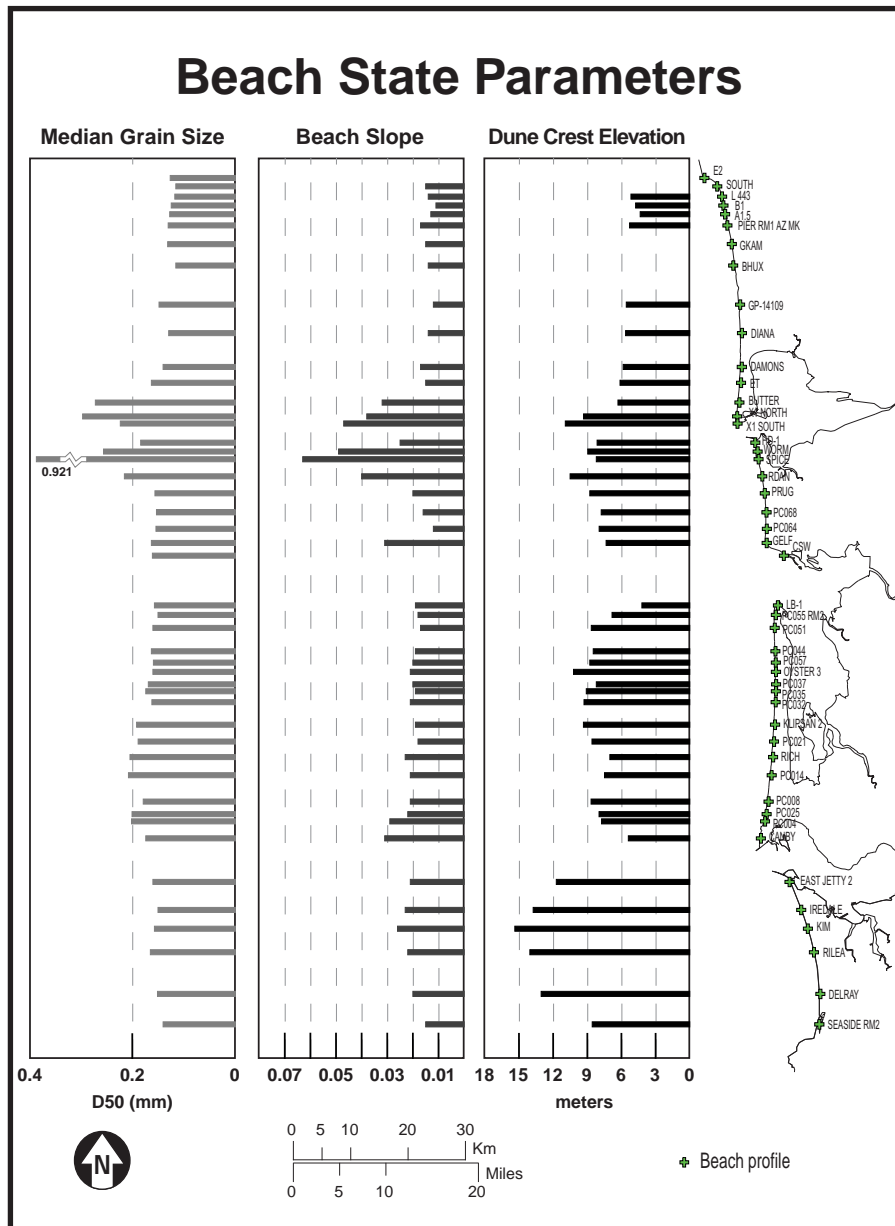 Beach State Parameters
Median Grain Size
Beach Slope
Dune Crest Elevation
E2
SOUTH
L 443
B1
A1.5
PIER RM1 AZ MK
GKAM
BHUX
GP-14109
DIANA
DAMONS
ET
BUTTER
NORTH
X1 SOUTH
WORM
SPICE
0.921
RDAN
PRUG
PC068
PC064
GELF
CSW
LB-1
PC055 RM2
PC051
PC044
PC057
OYSTER 3
PC037
PC035
PC032
KLIPSAN 2
PC021
RICH
PC014
PC008
PC025
PC004
CANBY
EAST JETTY 2
IREDALE
KIM
RILEA
DELRAY
SEASIDE RM2
0.4 0.2 0
0.07 0.05 0.03 0.01
18 15 12 9 6 3 0
D50 (mm)
meters
N
0 5 10 20 30
Km
Miles
0 5 10 20
Beach profile